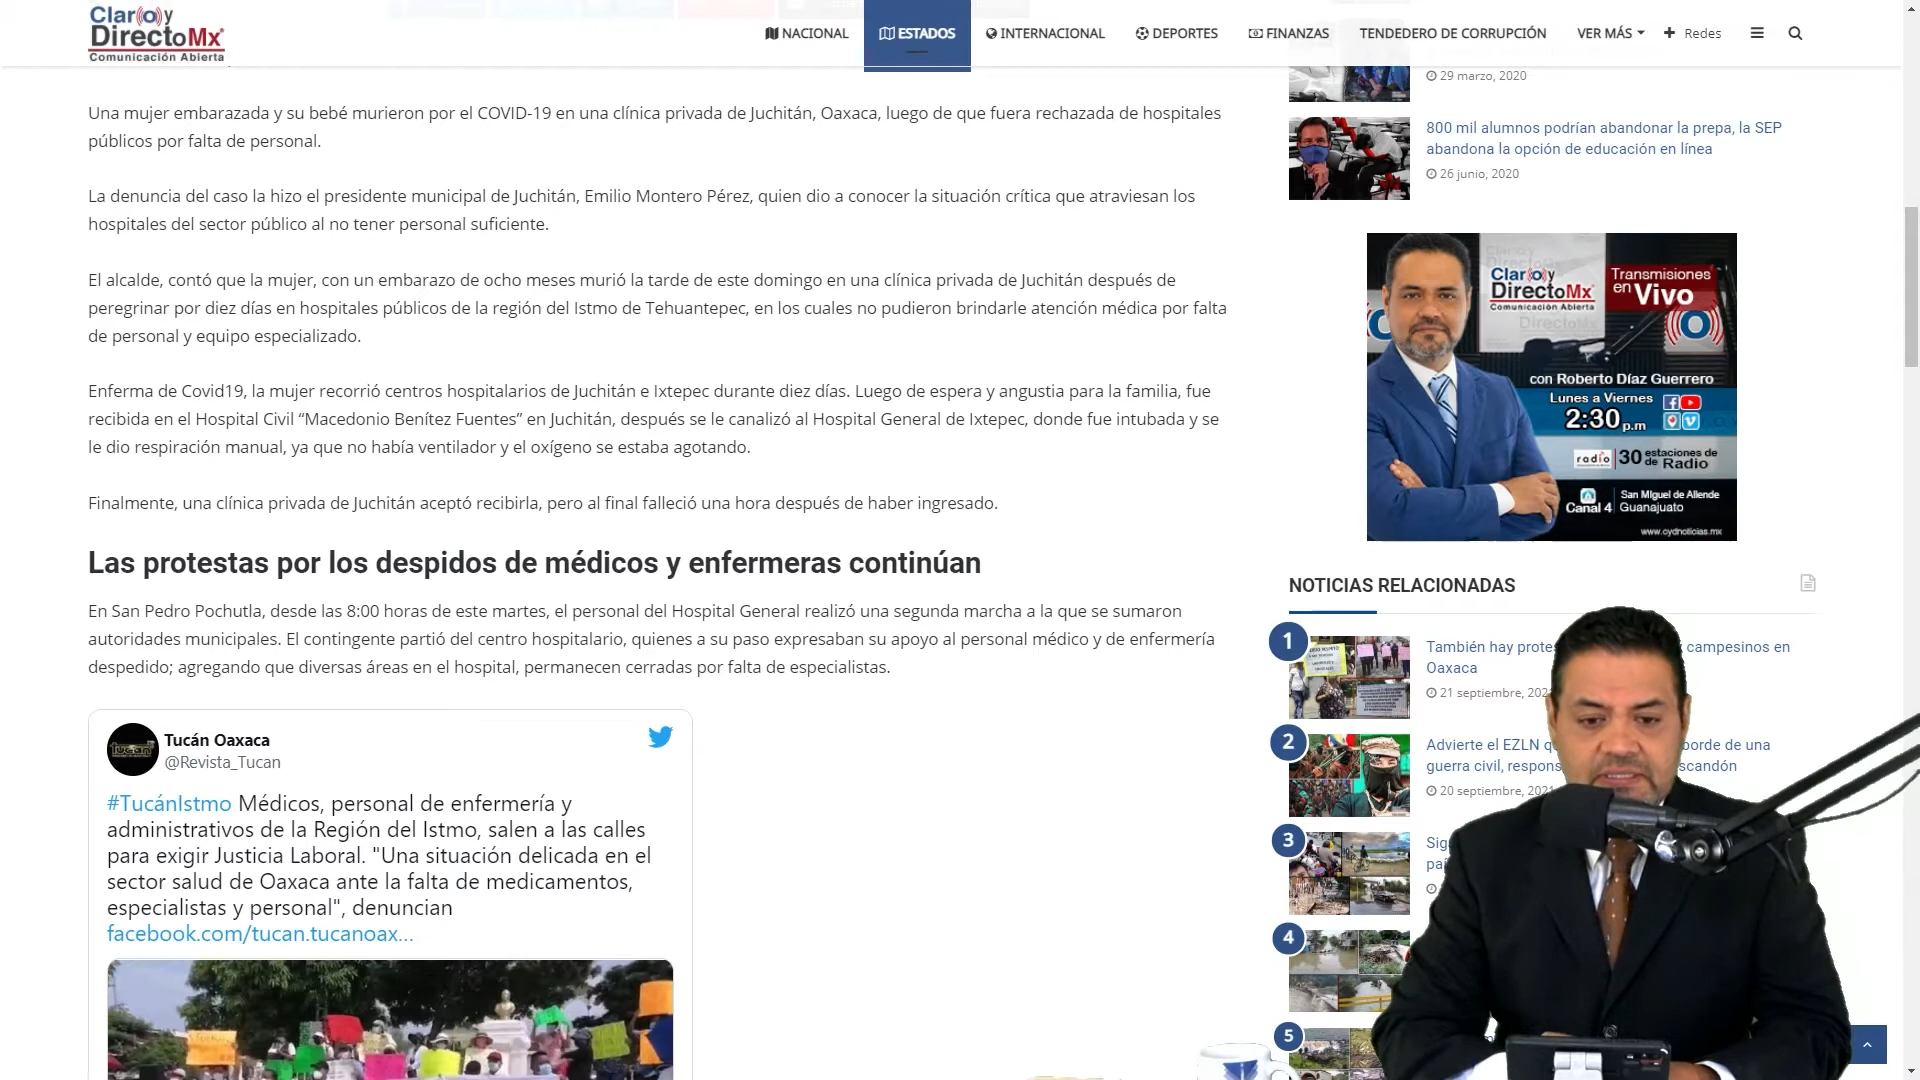 Claro y
DirectoMx
Comunicación Abierta
NACIONAL
ESTADOS
INTERNACIONAL
DEPORTES
FINANZAS
TENDEDERO DE CORRUPCIÓN
VER MÁS
Redes
Una mujer embarazada y su bebé murieron por el COVID-19 en una clínica privada de Juchitán, Oaxaca, luego de que fuera rechazada de hospitales
públicos por falta de personal.
La denuncia del caso la hizo el presidente municipal de Juchitán, Emilio Montero Pérez, quien dio a conocer la situación crítica que atraviesan los
hospitales del sector público al no tener personal suficiente.
El alcalde, contó que la mujer, con un embarazo de ocho meses murió la tarde de este domingo en una clínica privada de Juchitán después de
peregrinar por diez días en hospitales públicos de la región del Istmo de Tehuantepec, en los cuales no pudieron brindarle atención médica por falta
de personal y equipo especializado.
Enferma de Covid19, la mujer recorrió centros hospitalarios de Juchitán e Ixtepec durante diez días. Luego de espera y angustia para la familia, fue
recibida en el Hospital Civil “Macedonio Benítez Fuentes” en Juchitán, después se le canalizó al Hospital General de Ixtepec, donde fue intubada y se
le dio respiración manual, ya que no había ventilador y el oxígeno se estaba agotando.
Finalmente, una clínica privada de Juchitán aceptó recibirla, pero al final falleció una hora después de haber ingresado.
Las protestas por los despidos de médicos y enfermeras continúan
En San Pedro Pochutla, desde las 8:00 horas de este martes, el personal del Hospital General realizó una segunda marcha a la que se sumaron
autoridades municipales. El contingente partió del centro hospitalario, quienes a su paso expresaban su apoyo al personal médico y de enfermería
despedido; agregando que diversas áreas en el hospital, permanecen cerradas por falta de especialistas.
Tucán Oaxaca
@Revista_Tucan
#TucánIstmo Médicos, personal de enfermería y
administrativos de la Región del Istmo, salen a las calles
para exigir Justicia Laboral. "Una situación delicada en el
sector salud de Oaxaca ante la falta de medicamentos,
especialistas y personal", denuncian
facebook.com/tucan.tucanoax...
29 marzo, 2020
800 mil alumnos podrían abandonar la prepa, la SEP
abandona la opción de educación en línea
26 junio, 2020
Claro y
DirectoMx
Comunicación Abierta
Transmisiones
en Vivo
con Roberto Díaz Guerrero
Lunes a Viernes
2:30 p.m
radio
30 estaciones de
de Radio
Canal 4
San Miguel de Allende
Guanajuato
www.cydnoticias.mx
NOTICIAS RELACIONADAS
1
También hay campesinos en
Oaxaca
21 septiembre,
2
Advierte el EZLN borde de una
guerra civil,
20 septiembre,
3
4
5